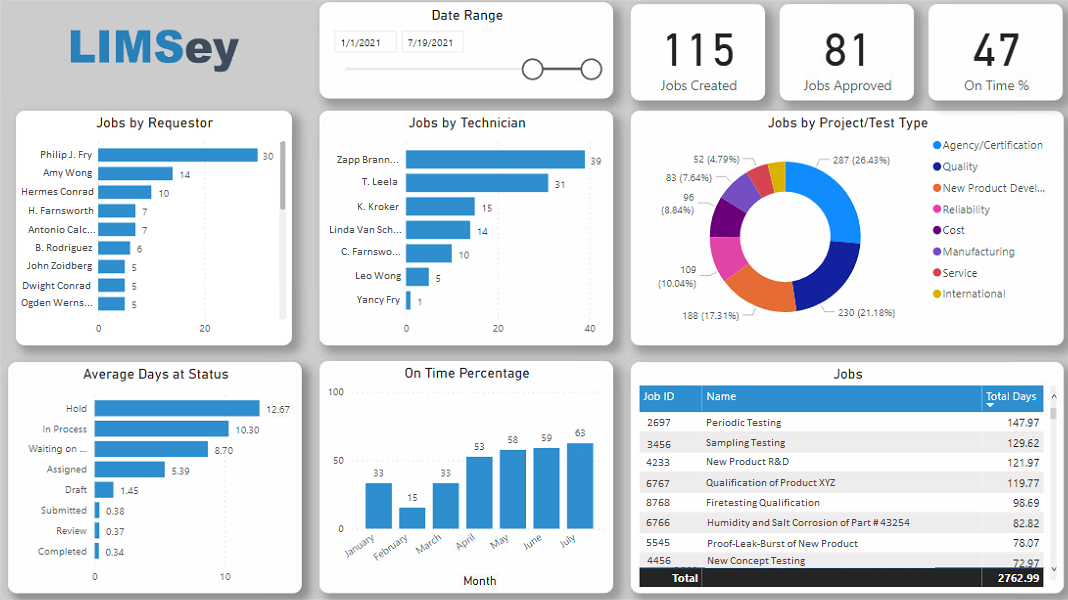 LIMSey
Date Range
1/1/2021 7/19/2021
115
Jobs Created
81
Jobs Approved
47
On Time %
Jobs by Requestor
Philip J. Fry 30
Amy Wong 14
Hermes Conrad 10
H. Farnsworth 7
Antonio Calc... 7
B. Rodriguez 6
John Zoidberg 5
Dwight Conrad 5
Ogden Werns... 5
0 20
Jobs by Technician
Zapp Brann... 39
T. Leela 31
K. Kroker 15
Linda Van Sch... 14
C. Farnswo... 10
Leo Wong 5
Yancy Fry 1
0 20 40
Jobs by Project/Test Type
287 (26.43%)
230 (21.18%)
188 (17.31%)
109
(10.04%)
96
(8.84%)
83 (7.64%)
52 (4.79%)
Agency/Certification
Quality
New Product Devel...
Reliability
Cost
Manufacturing
Service
International
Average Days at Status
Hold 12.67
In Process 10.30
Waiting on ... 8.70
Assigned 5.39
Draft 1.45
Submitted 0.38
Review 0.37
Completed 0.34
0 10
On Time Percentage
100
50
0
33 15 33 53 58 59 63
January February March April May June July
Month
Jobs
Job ID Name Total Days
2697 Periodic Testing 147.97
3456 Sampling Testing 129.62
4233 New Product R&D 121.97
6767 Qualification of Product XYZ 119.77
8768 Firetesting Qualification 98.69
6766 Humidity and Salt Corrosion of Part # 43254 82.82
5545 Proof-Leak-Burst of New Product 78.07
4456 New Concept Testing 72.97
Total 2762.99